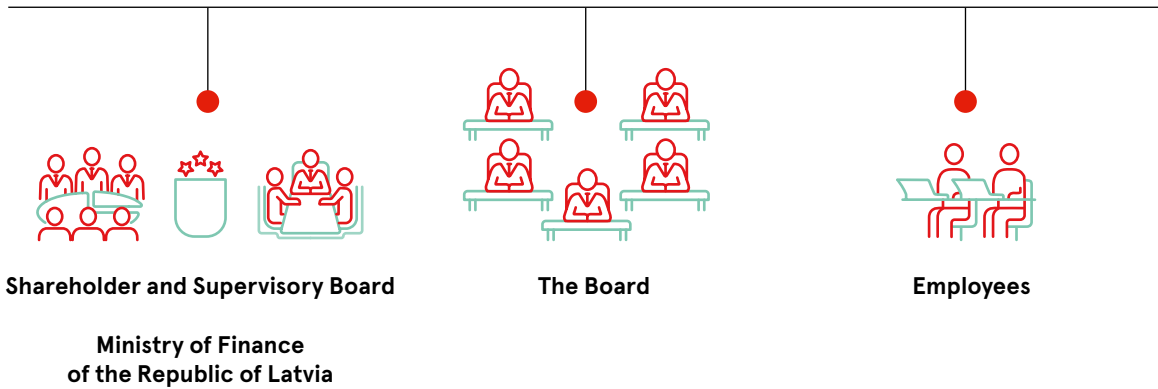 Shareholder and Supervisory Board
Ministry of Finance
of the Republic of Latvia
The Board
Employees